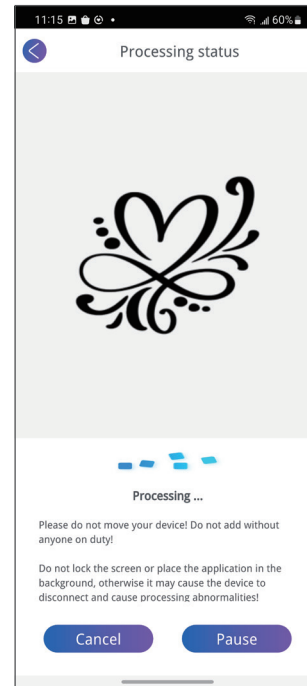 11:15 60%
Processing status
Processing ...
Please do not move your device! Do not add without
anyone on duty!
Do not lock the screen or place the application in the
background, otherwise it may cause the device to
disconnect and cause processing abnormalities!
Cancel Pause